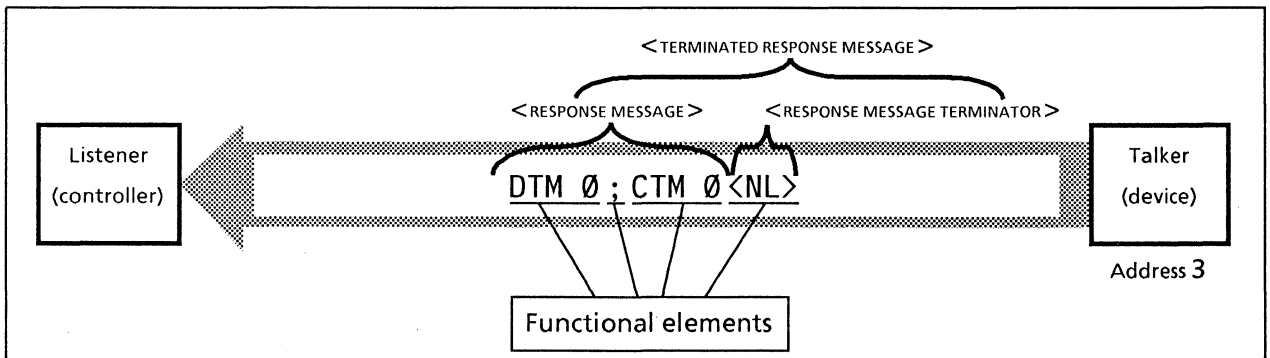 <TERMINATED RESPONSE MESSAGE>
<RESPONSE MESSAGE> <RESPONSE MESSAGE TERMINATOR>
Listener
(controller)
DTM Ø ; CTM Ø <NL>
Talker
(device)
Address 3
Functional elements